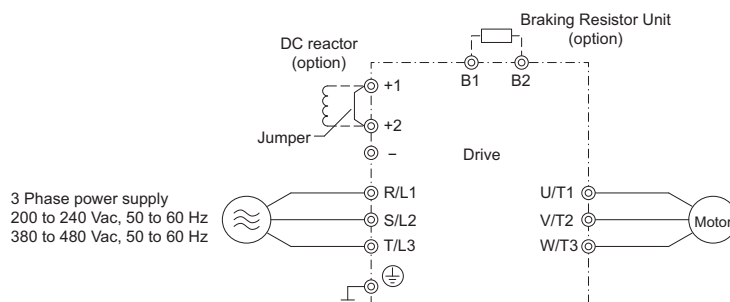 Braking Resistor Unit
(option)
DC reactor
(option)
B1 B2
+1
+2
Jumper
–
Drive
3 Phase power supply
200 to 240 Vac, 50 to 60 Hz
380 to 480 Vac, 50 to 60 Hz
R/L1
S/L2
T/L3
U/T1
V/T2
W/T3
Motor